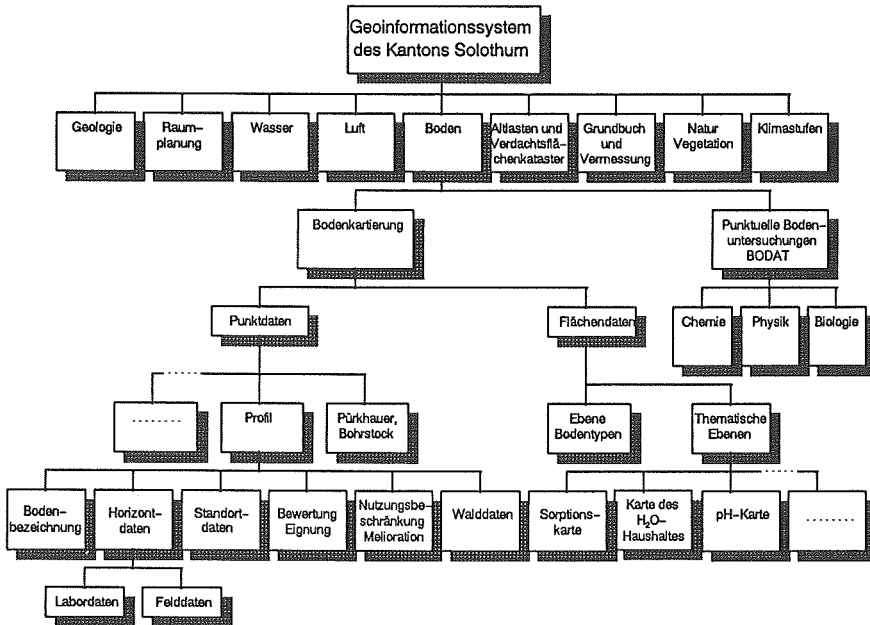 Geoinformationssystem
des Kantons Solothurn
Geologie
Raum-
planung
Wasser
Luft
Boden
Altlasten und
Verdachtsflä-
chenkataster
Grundbuch
und
Vermessung
Natur
Vegetation
Klimastufen
Bodenkartierung
Punktuelle Boden-
untersuchungen
BODAT
Punktdaten
Flächendaten
Chemie
Physik
Biologie
.........
Profil
Pürkhauer,
Bohrstock
Ebene
Bodentypen
Thematische
Ebenen
Boden-
bezeichnung
Horizont-
daten
Standort-
daten
Bewertung
Eignung
Nutzungsbe-
schränkung
Melioration
Walddaten
Sorptions-
karte
Karte des
H₂O-
Haushaltes
pH-Karte
.........
Labordaten
Felddaten